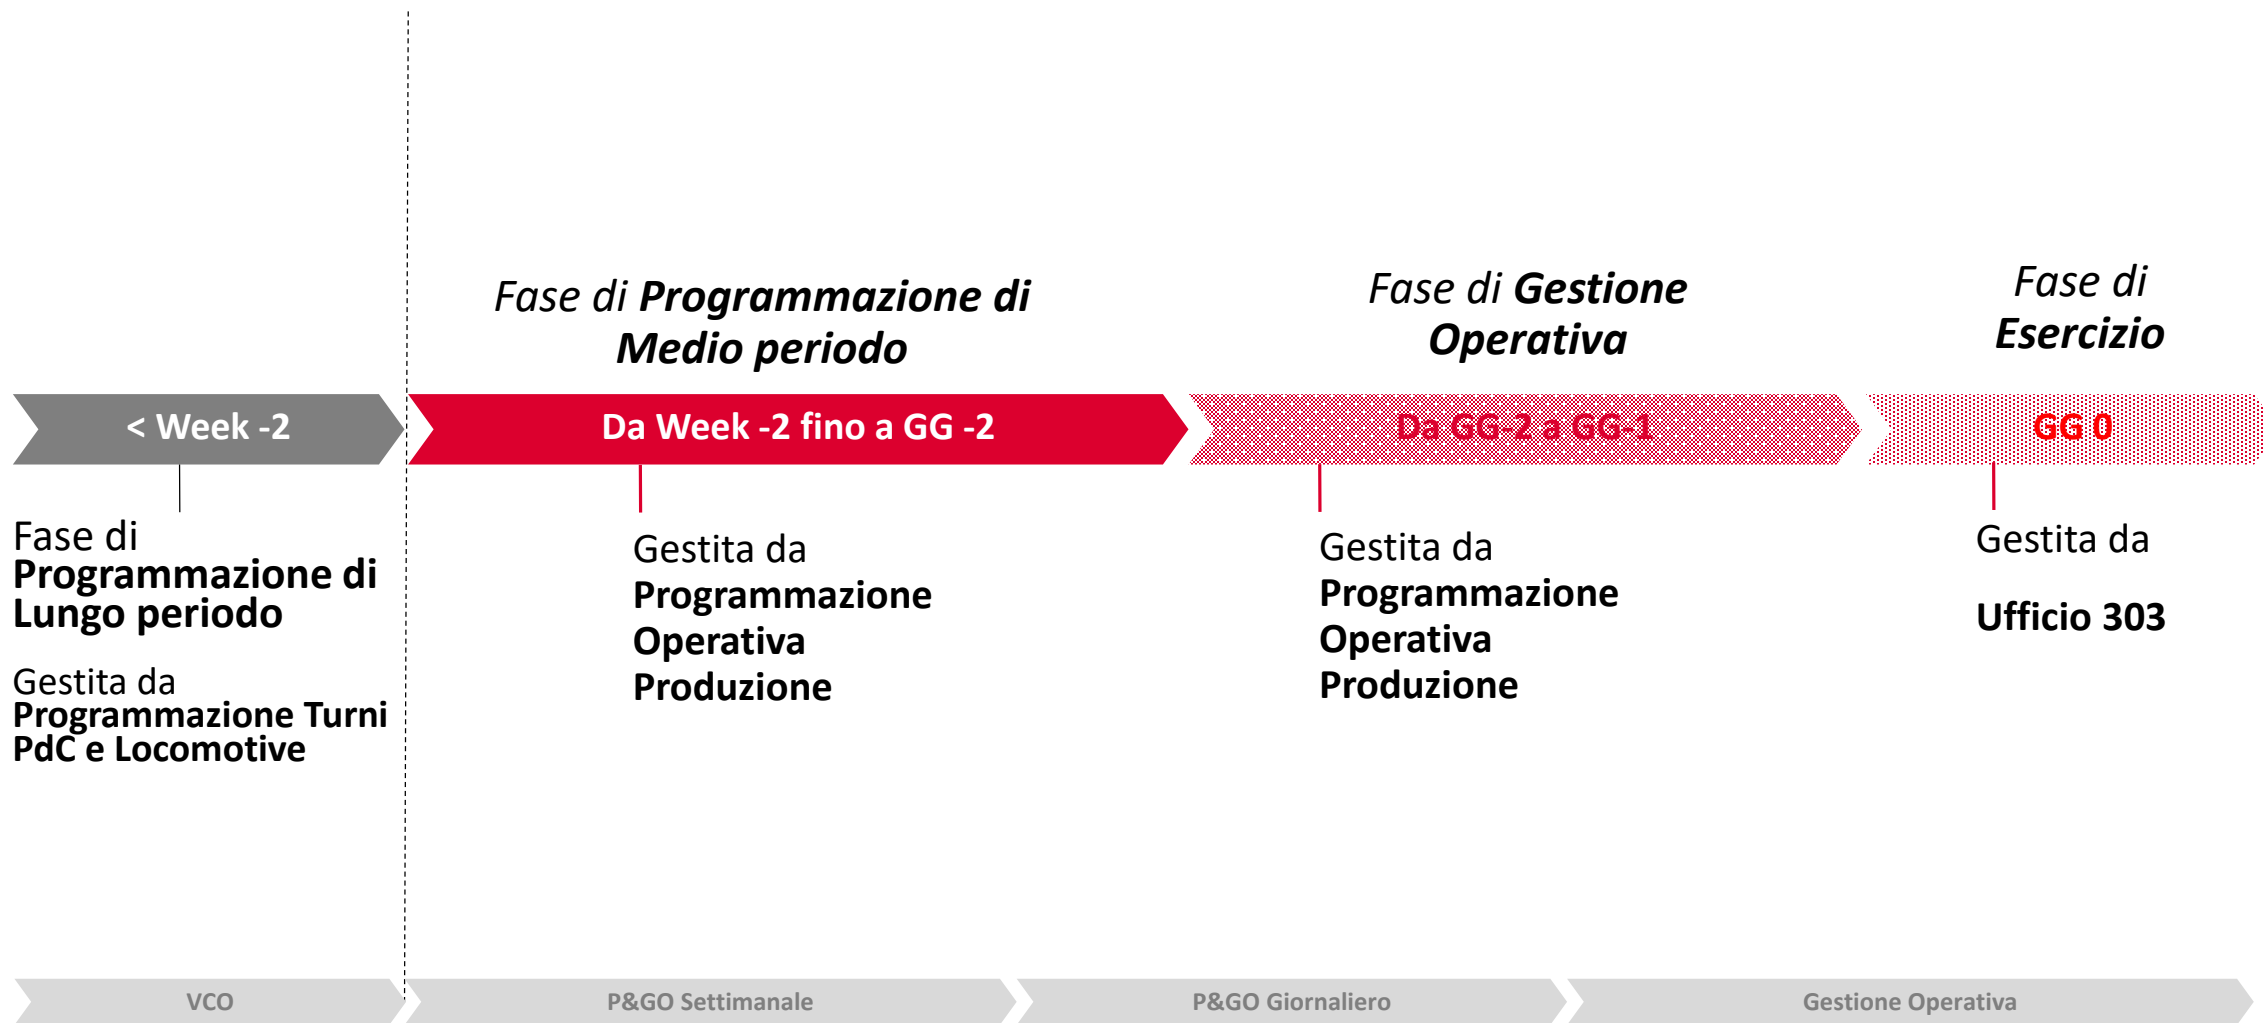 Fase di Programmazione di
Medio periodo
Fase di Gestione
Operativa
Fase di
Esercizio
< Week -2
Da Week -2 fino a GG -2
Da GG-2 a GG-1
GG 0
Fase di
Programmazione di
Lungo periodo
Gestita da
Programmazione Turni
PdC e Locomotive
Gestita da
Programmazione
Operativa
Produzione
Gestita da
Programmazione
Operativa
Produzione
Gestita da
Ufficio 303
VCO
P&GO Settimanale
P&GO Giornaliero
Gestione Operativa